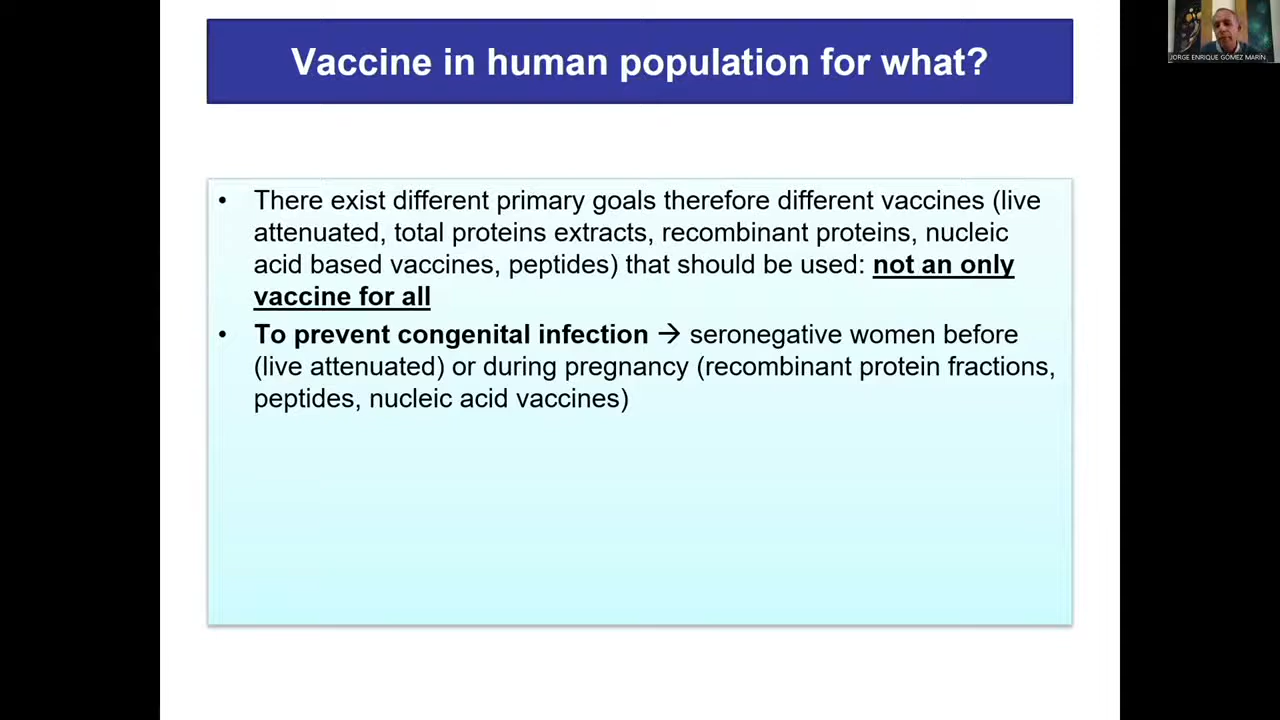 Vaccine in human population for what?
JORGE ENRIQUE GÓMEZ MARÍN
• There exist different primary goals therefore different vaccines (live
attenuated, total proteins extracts, recombinant proteins, nucleic
acid based vaccines, peptides) that should be used: not an only
vaccine for all
• To prevent congenital infection → seronegative women before
(live attenuated) or during pregnancy (recombinant protein fractions,
peptides, nucleic acid vaccines)